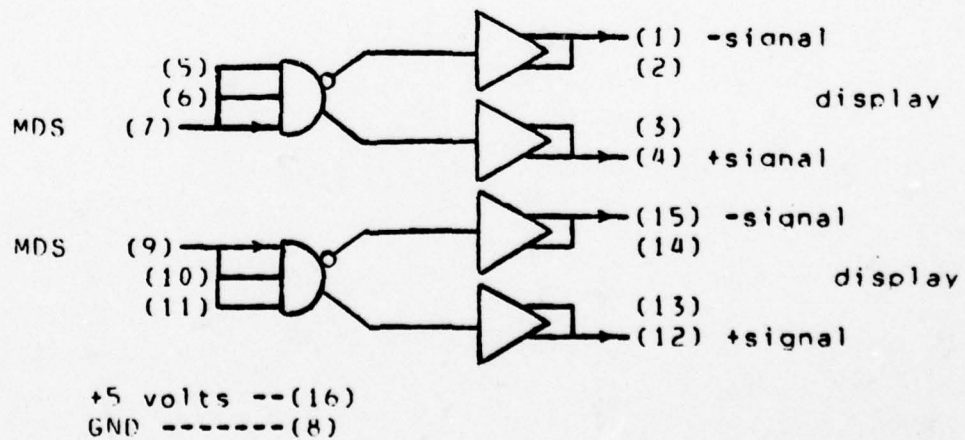 (1) -signal
(5) (2)
(6) display
MDS (7) (3)
(4) +signal
(15) -signal
MDS (9) (14)
(10) display
(11) (13)
(12) +signal
+5 volts --(16)
GND -------(8)